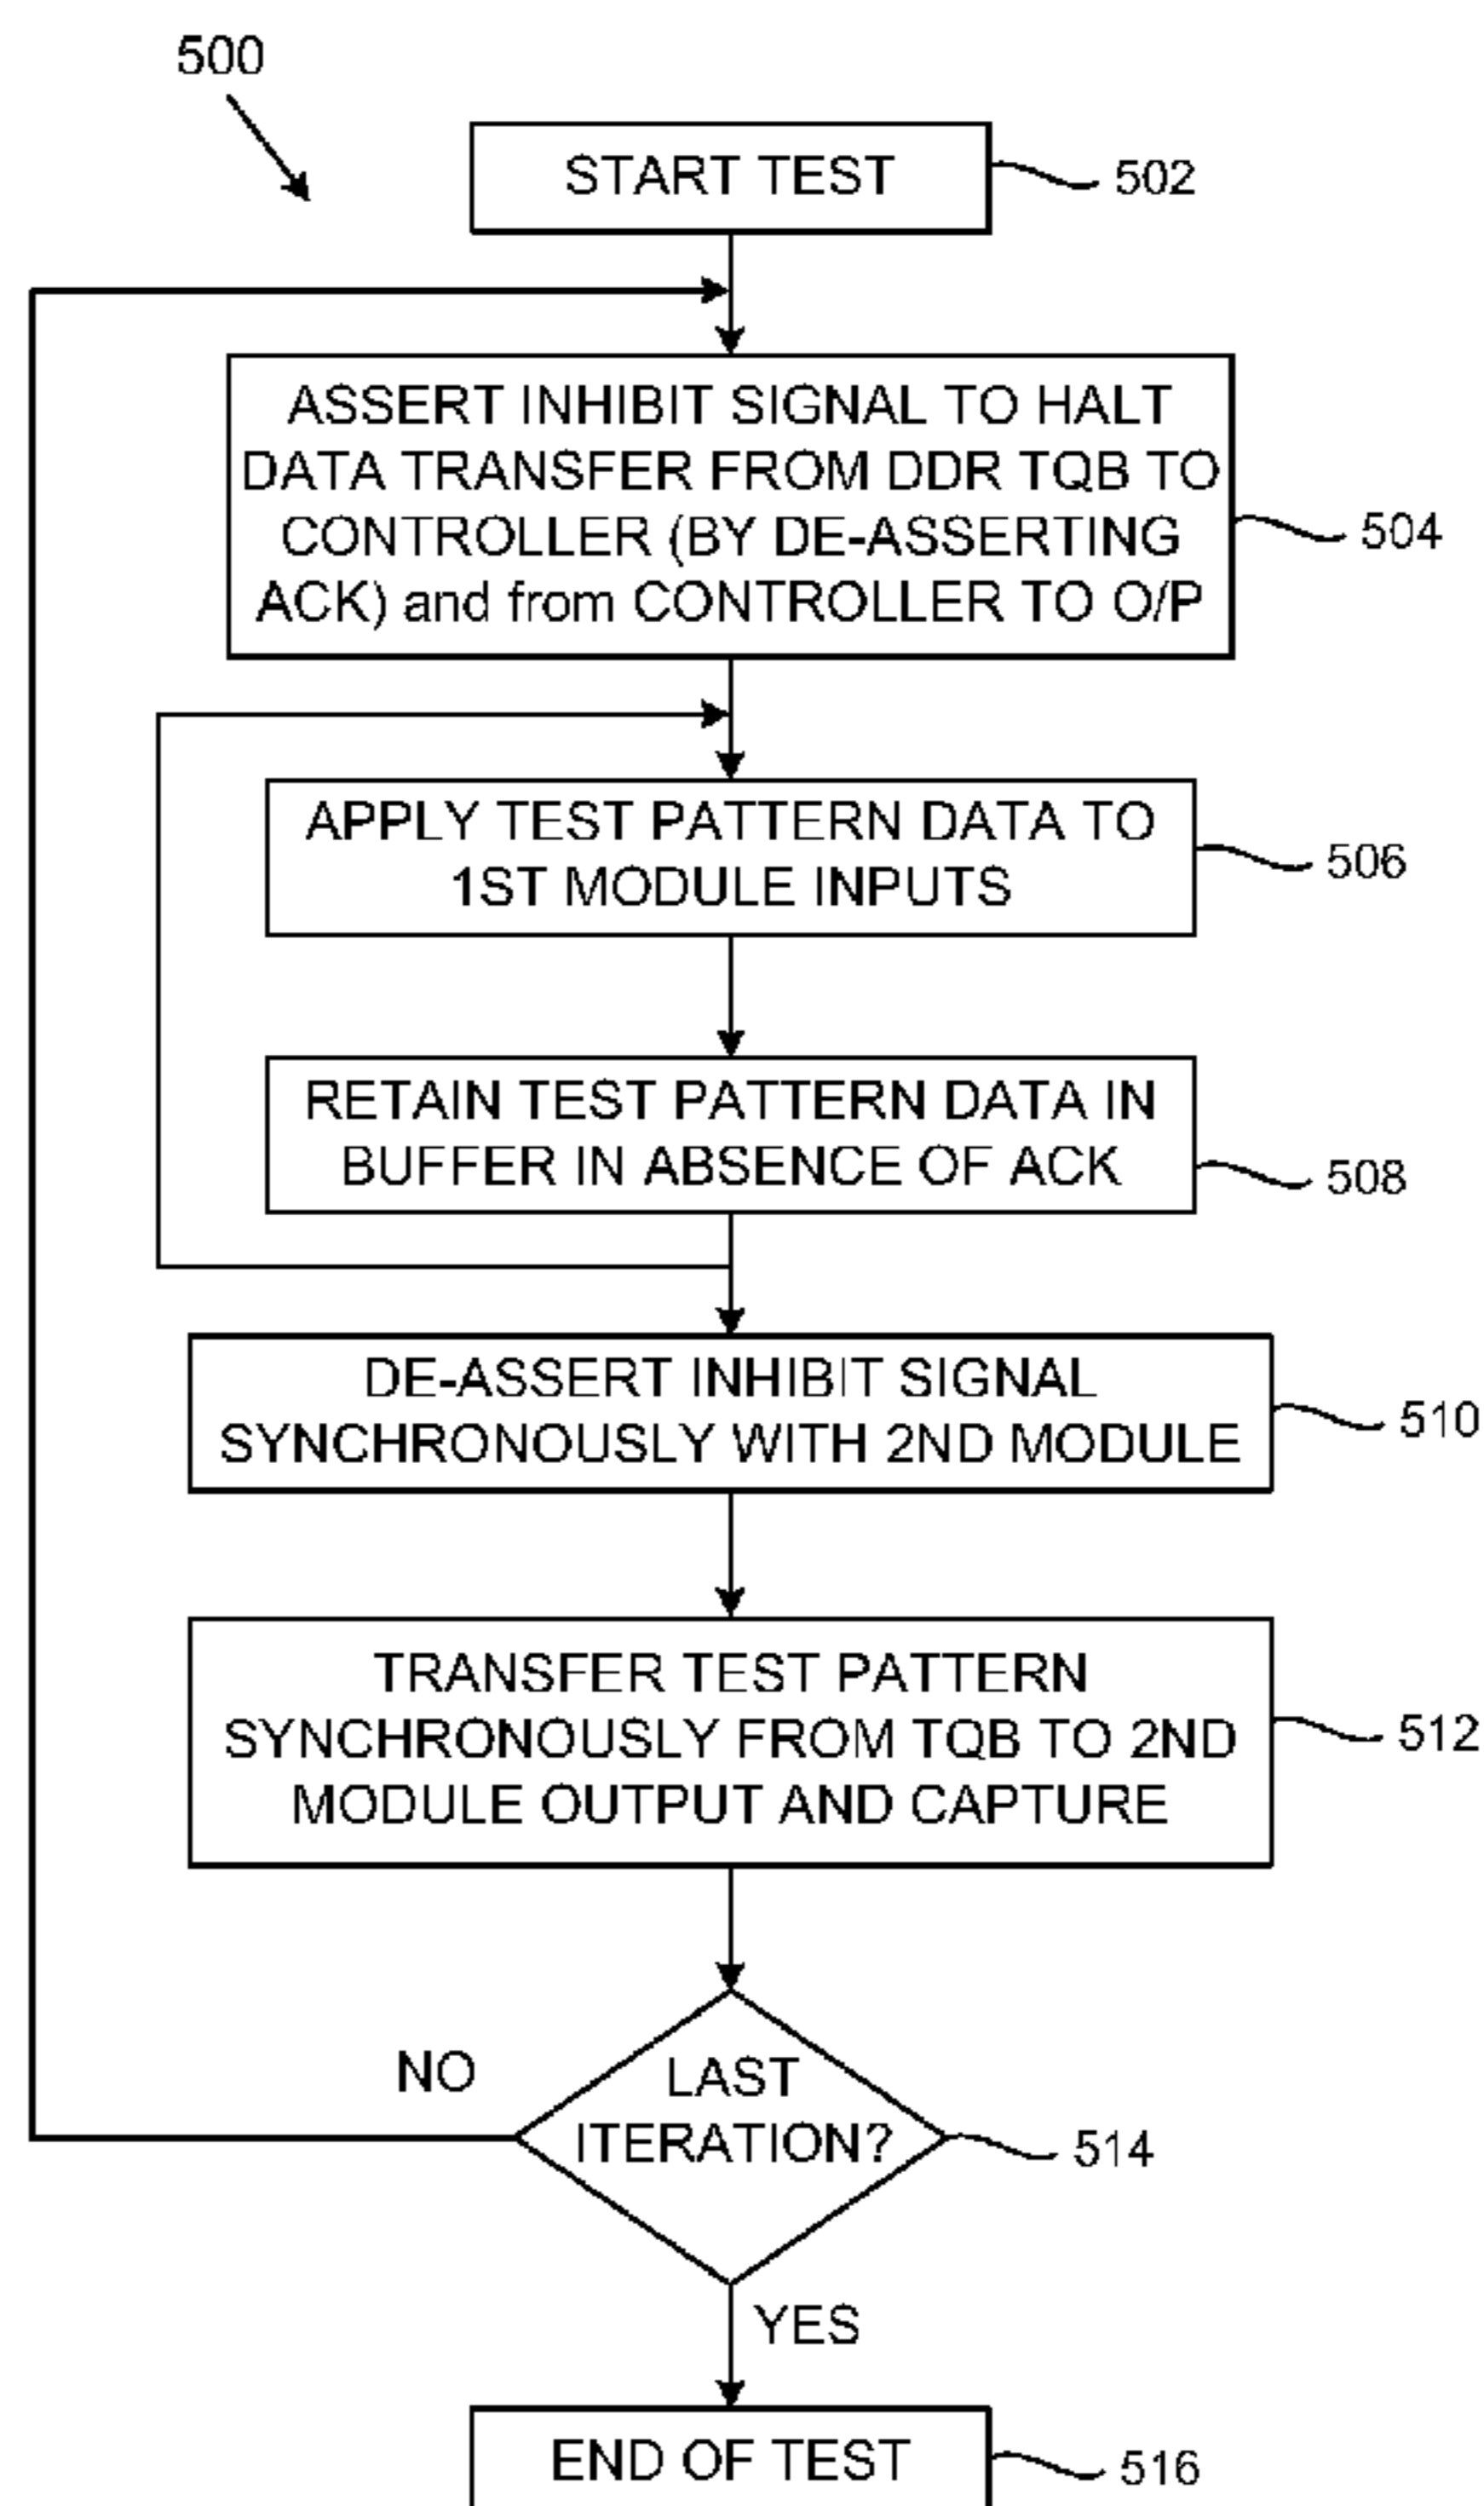 500
START TEST
502
ASSERT INHIBIT SIGNAL TO HALT
DATA TRANSFER FROM DDR TQB TO
CONTROLLER (BY DE-ASSERTING
ACK) and from CONTROLLER TO O/P
504
APPLY TEST PATTERN DATA TO
1ST MODULE INPUTS
506
RETAIN TEST PATTERN DATA IN
BUFFER IN ABSENCE OF ACK
508
DE-ASSERT INHIBIT SIGNAL
SYNCHRONOUSLY WITH 2ND MODULE
510
TRANSFER TEST PATTERN
SYNCHRONOUSLY FROM TQB TO 2ND
MODULE OUTPUT AND CAPTURE
512
NO
LAST
ITERATION?
514
YES
END OF TEST
516